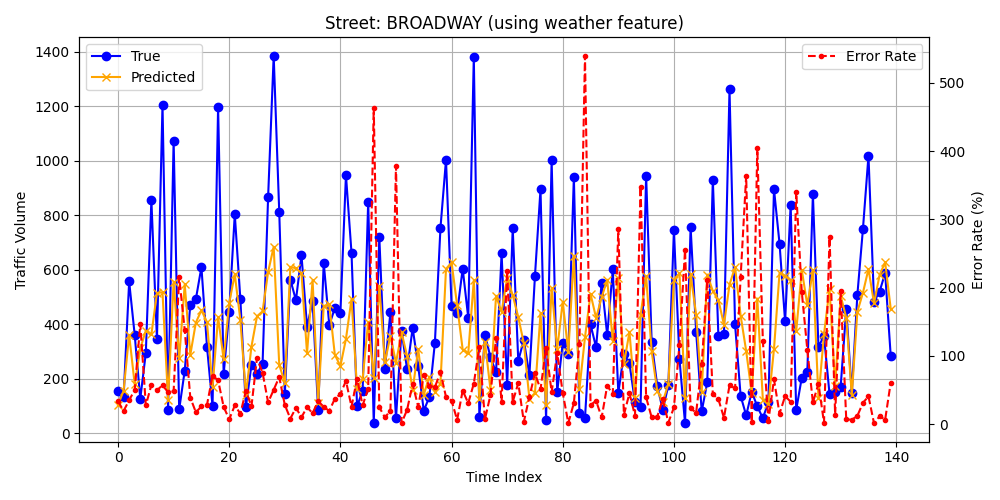 Street: BROADWAY (using weather feature)
True
Predicted
Error Rate
1400
1200
1000
800
600
400
200
0
Traffic Volume
500
400
300
200
100
0
Error Rate (%)
0 20 40 60 80 100 120 140
Time Index